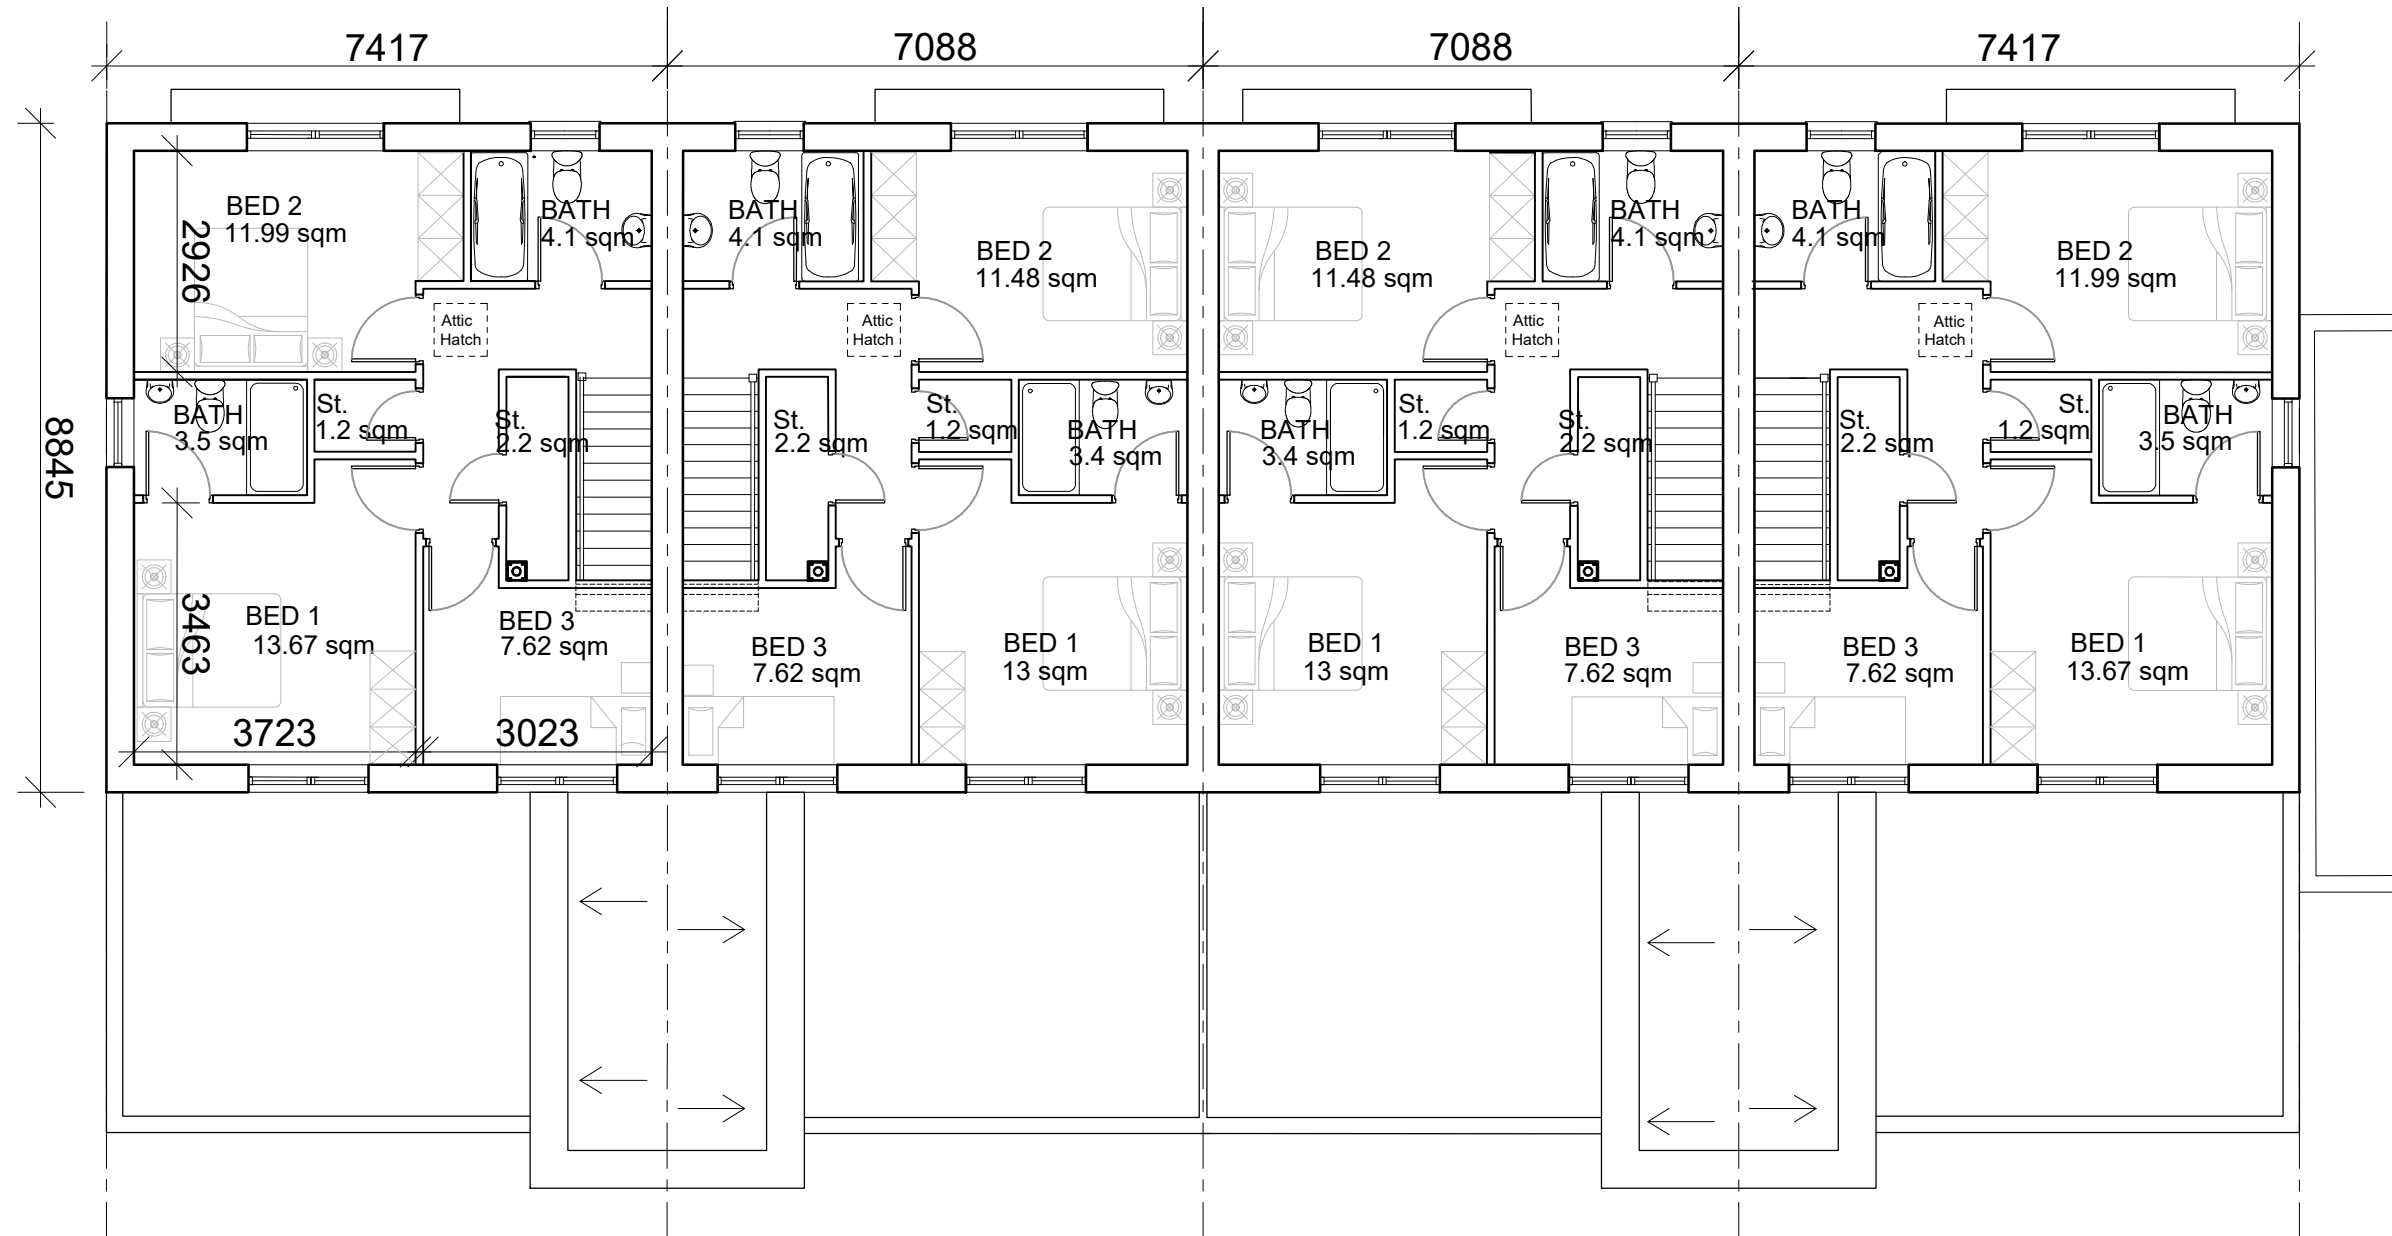 7417
7088
7088
7417
8845
BED 2
11.99 sqm
2926
BATH
4.1 sqm
Attic
Hatch
BATH
3.5 sqm
St.
1.2 sqm
St.
2.2 sqm
BED 1
13.67 sqm
3463
BED 3
7.62 sqm
3723
3023
BATH
4.1 sqm
BED 2
11.48 sqm
Attic
Hatch
St.
2.2 sqm
St.
1.2 sqm
BATH
3.4 sqm
BED 3
7.62 sqm
BED 1
13 sqm
BED 2
11.48 sqm
BATH
4.1 sqm
Attic
Hatch
BATH
3.4 sqm
St.
1.2 sqm
St.
2.2 sqm
BED 1
13 sqm
BED 3
7.62 sqm
BATH
4.1 sqm
BED 2
11.99 sqm
Attic
Hatch
St.
2.2 sqm
St.
1.2 sqm
BATH
3.5 sqm
BED 3
7.62 sqm
BED 1
13.67 sqm